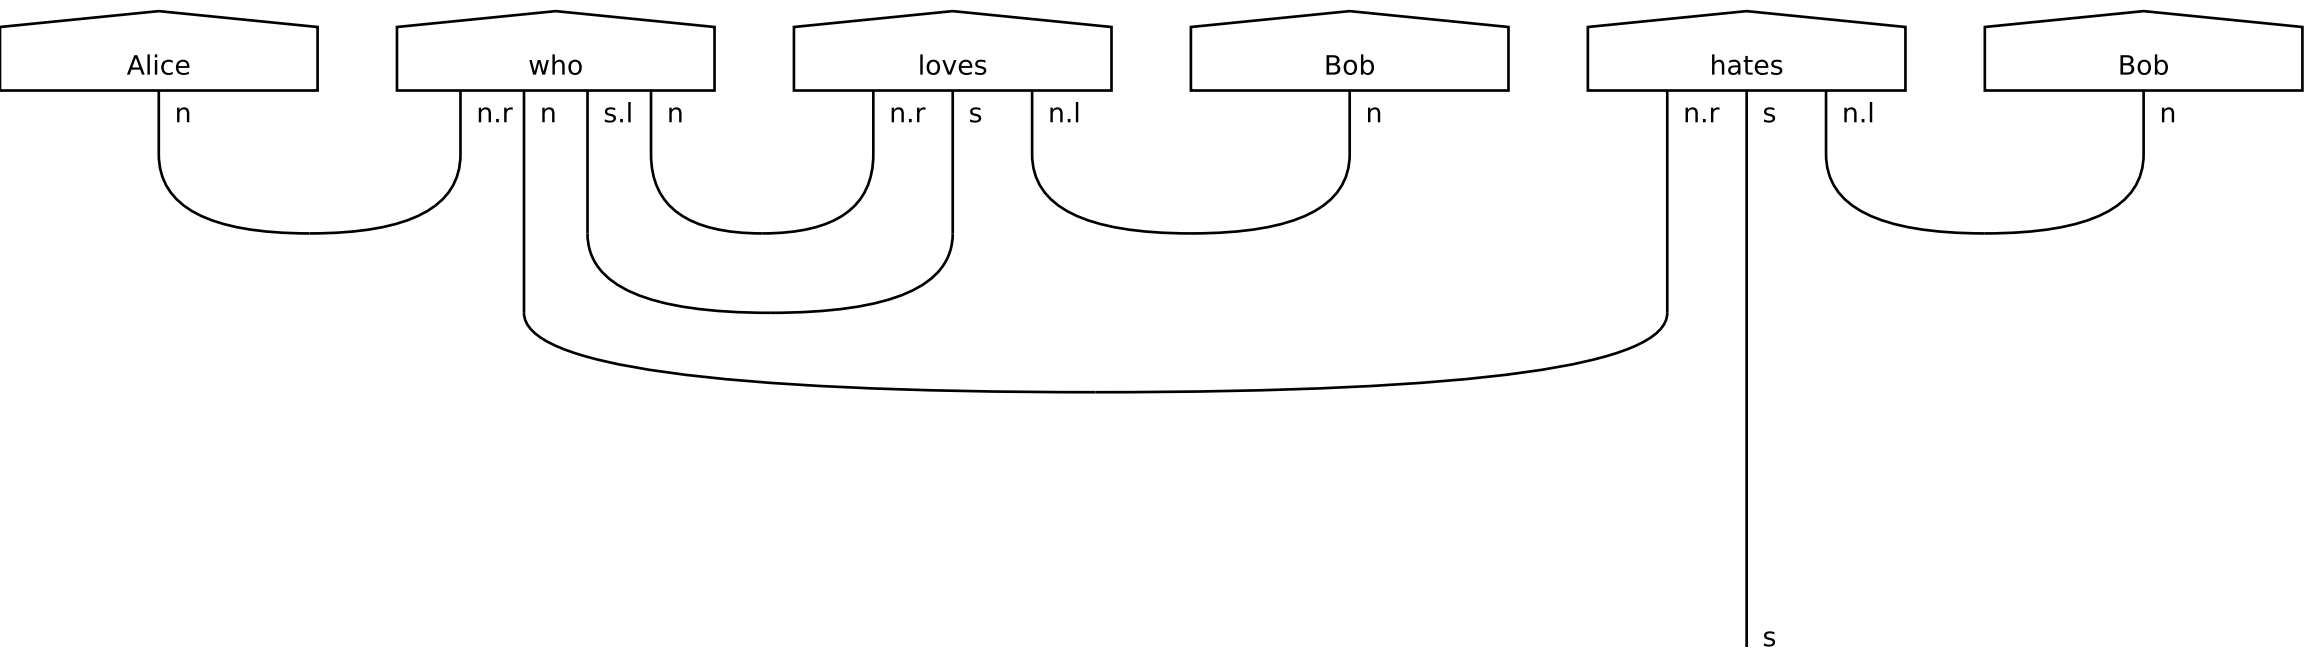 Alice who loves Bob hates Bob
n n.r n s.l n n.r s n.l n n.r s n.l n
s